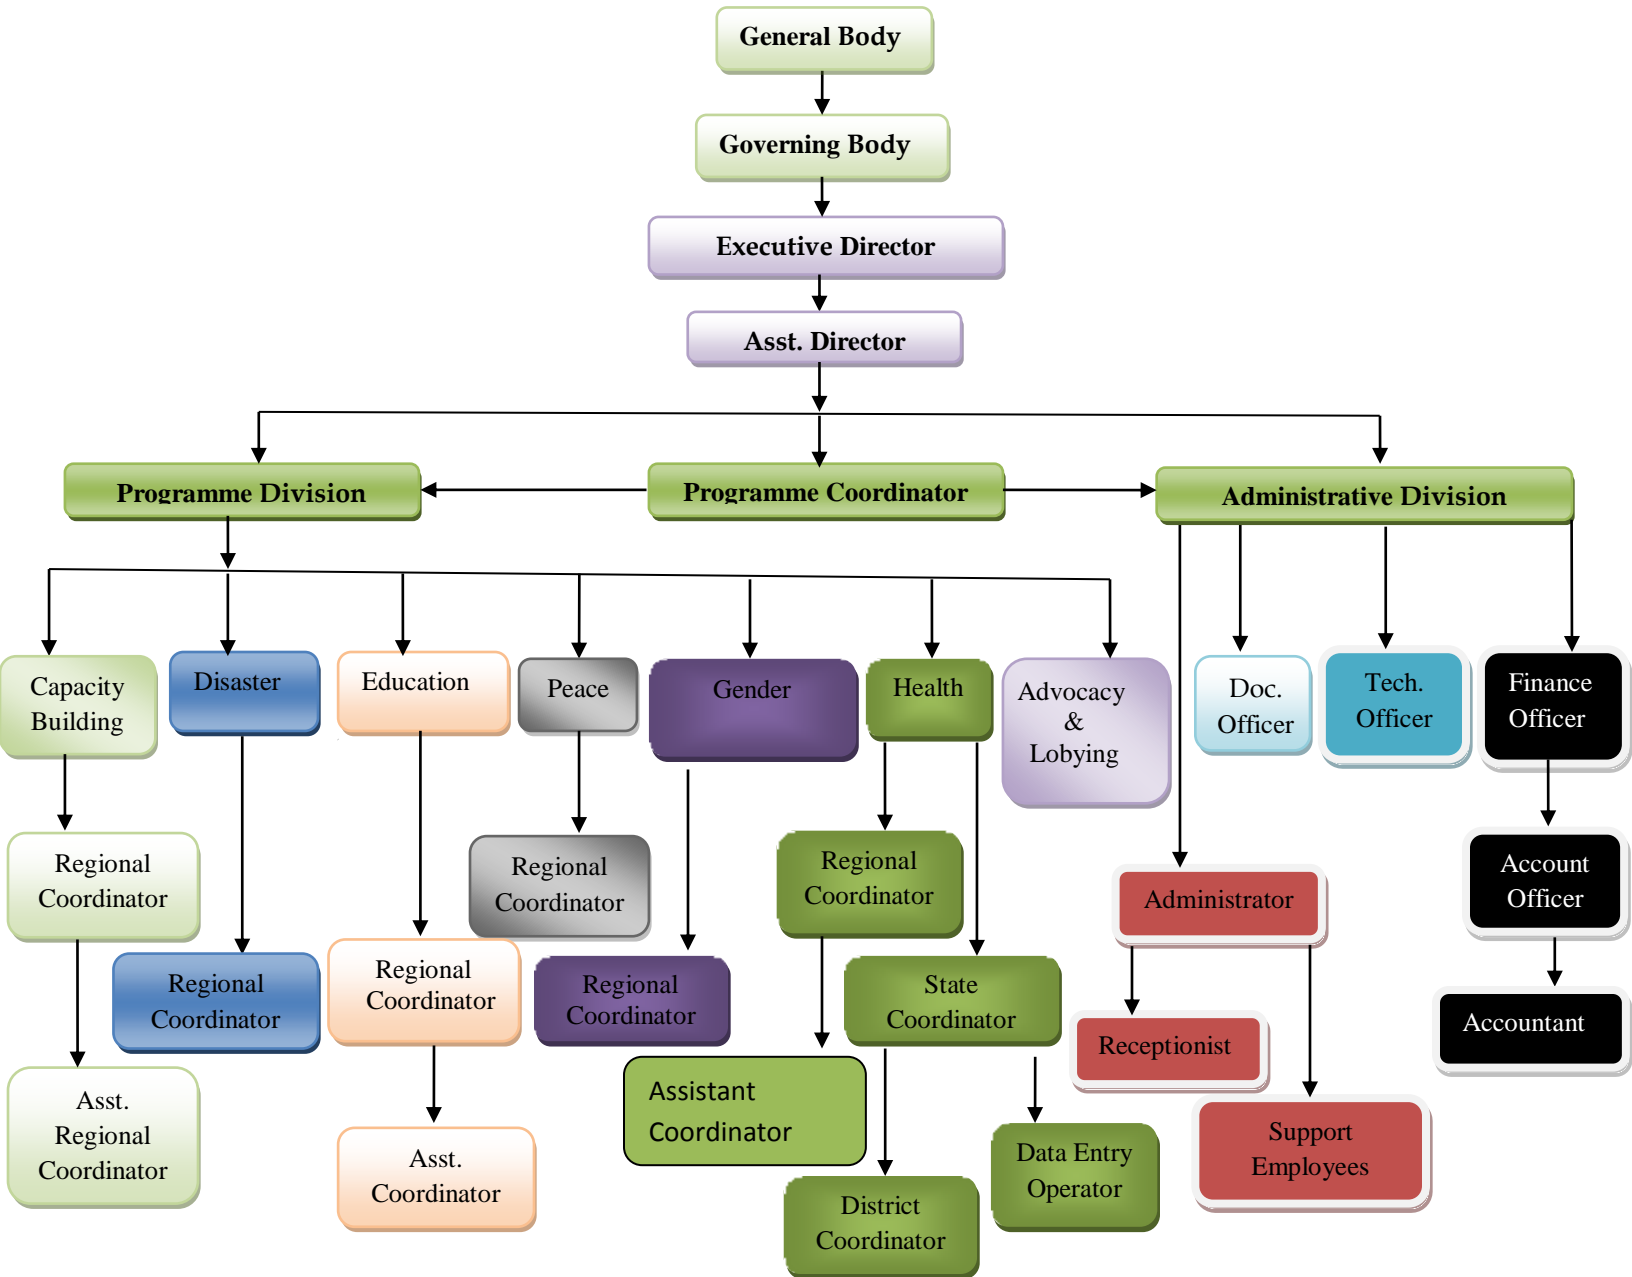 General Body
Governing Body
Executive Director
Asst. Director
Programme Division
Programme Coordinator
Administrative Division
Capacity
Building
Disaster
Education
Peace
Gender
Health
Advocacy
&
Lobying
Doc.
Officer
Tech.
Officer
Finance
Officer
Regional
Coordinator
Regional
Coordinator
Regional
Coordinator
Administrator
Account
Officer
Regional
Coordinator
Regional
Coordinator
Regional
Coordinator
State
Coordinator
Receptionist
Accountant
Asst.
Regional
Coordinator
Asst.
Coordinator
Assistant
Coordinator
District
Coordinator
Data Entry
Operator
Support
Employees